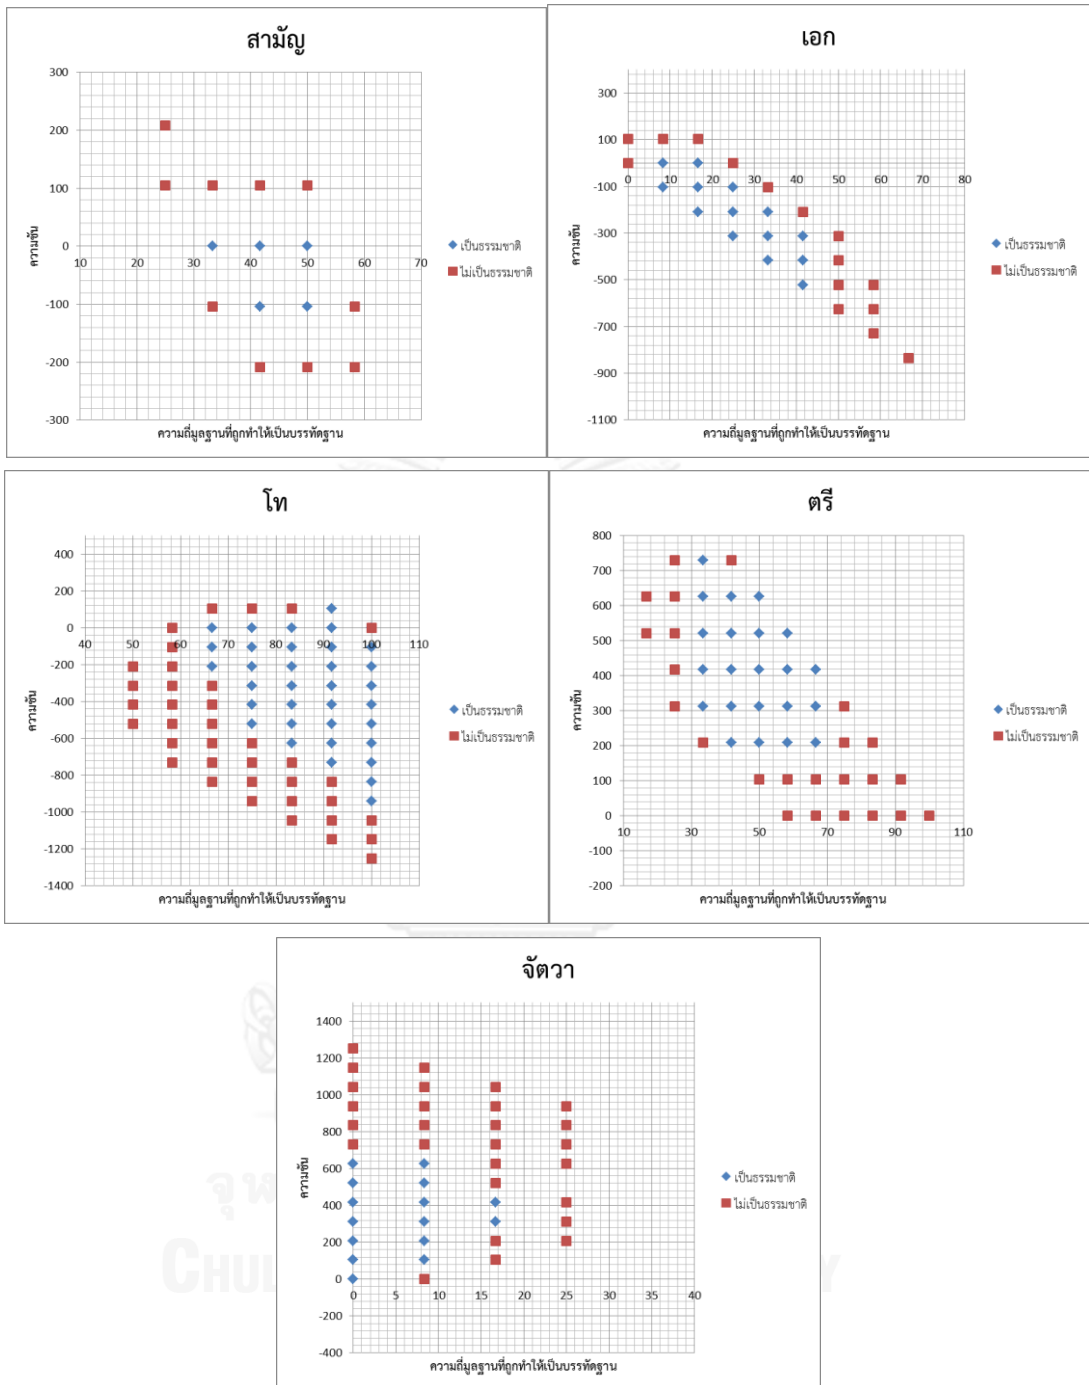 สามัญ
300
200
100
0
-100
-200
-300
10 20 30 40 50 60 70
ความชัน
ความถี่มูลฐานที่ถูกทำให้เป็นบรรทัดฐาน
เป็นธรรมชาติ
ไม่เป็นธรรมชาติ
เอก
300
100
-100
-300
-500
-700
-900
-1100
0 10 20 30 40 50 60 70 80
ความชัน
ความถี่มูลฐานที่ถูกทำให้เป็นบรรทัดฐาน
เป็นธรรมชาติ
ไม่เป็นธรรมชาติ
โท
400
200
0
-200
-400
-600
-800
-1000
-1200
-1400
40 50 60 70 80 90 100 110
ความชัน
ความถี่มูลฐานที่ถูกทำให้เป็นบรรทัดฐาน
เป็นธรรมชาติ
ไม่เป็นธรรมชาติ
ตรี
800
700
600
500
400
300
200
100
0
-100
-200
10 30 50 70 90 110
ความชัน
ความถี่มูลฐานที่ถูกทำให้เป็นบรรทัดฐาน
เป็นธรรมชาติ
ไม่เป็นธรรมชาติ
จัตวา
1400
1200
1000
800
600
400
200
0
-200
-400
0 5 10 15 20 25 30 35 40
ความชัน
ความถี่มูลฐานที่ถูกทำให้เป็นบรรทัดฐาน
เป็นธรรมชาติ
ไม่เป็นธรรมชาติ